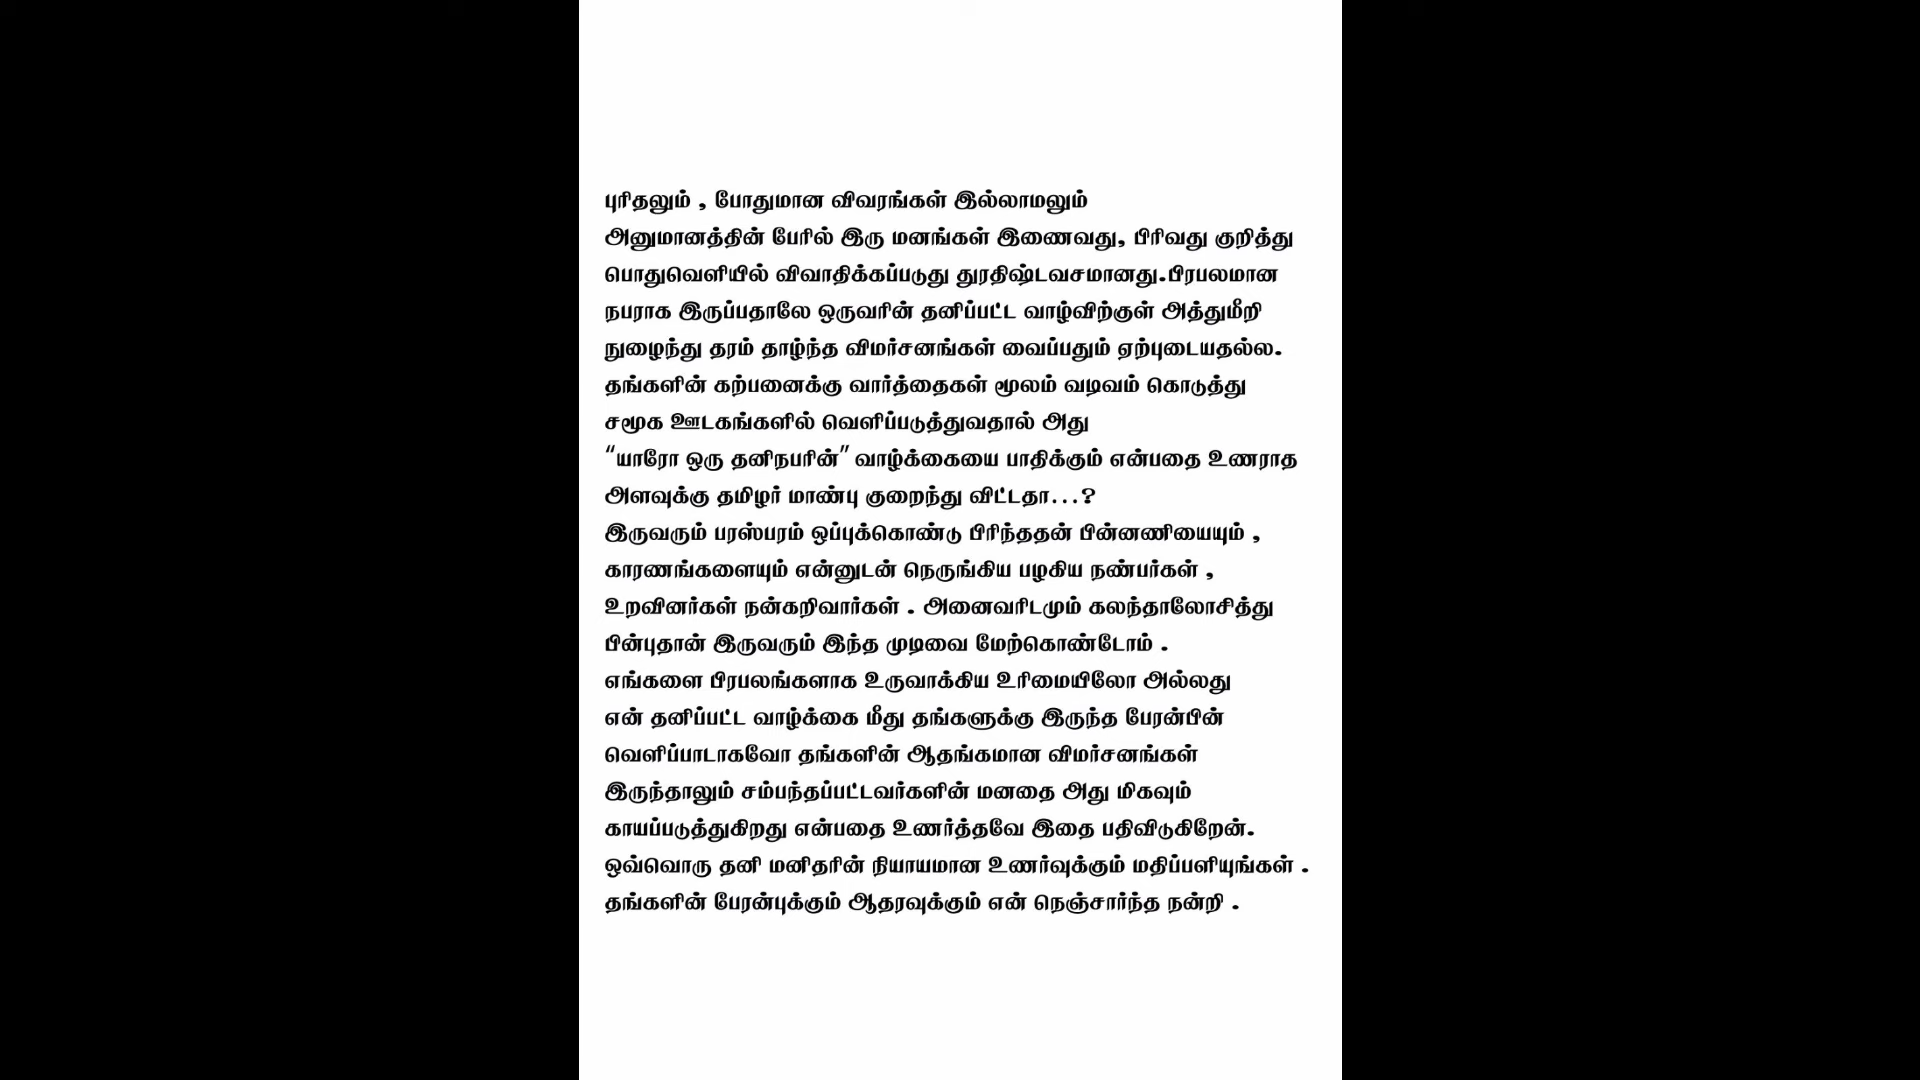 புரிதலும் , போதுமான விவரங்கள் இல்லாமலும்
அனுமானத்தின் பேரில் இரு மனங்கள் இணைவது, பிரிவது குறித்து
பொதுவெளியில் விவாதிக்கப்படுது துரதிஷ்டவசமானது.பிரபலமான
நபராக இருப்பதாலே ஒருவரின் தனிப்பட்ட வாழ்விற்குள் அத்துமீறி
நுழைந்து தரம் தாழ்ந்த விமர்சனங்கள் வைப்பதும் ஏற்புடையதல்ல.
தங்களின் கற்பனைக்கு வார்த்தைகள் மூலம் வடிவம் கொடுத்து
சமூக ஊடகங்களில் வெளிப்படுத்துவதால் அது
“யாரோ ஒரு தனிநபரின்” வாழ்க்கையை பாதிக்கும் என்பதை உணராத
அளவுக்கு தமிழர் மாண்பு குறைந்து விட்டதா...?
இருவரும் பரஸ்பரம் ஒப்புக்கொண்டு பிரிந்ததன் பின்னணியையும் ,
காரணங்களையும் என்னுடன் நெருங்கிய பழகிய நண்பர்கள் ,
உறவினர்கள் நன்கறிவார்கள் . அனைவரிடமும் கலந்தாலோசித்து
பின்புதான் இருவரும் இந்த முடிவை மேற்கொண்டோம் .
எங்களை பிரபலங்களாக உருவாக்கிய உரிமையிலோ அல்லது
என் தனிப்பட்ட வாழ்க்கை மீது தங்களுக்கு இருந்த பேரன்பின்
வெளிப்பாடாகவோ தங்களின் ஆதங்கமான விமர்சனங்கள்
இருந்தாலும் சம்பந்தப்பட்டவர்களின் மனதை அது மிகவும்
காயப்படுத்துகிறது என்பதை உணர்த்தவே இதை பதிவிடுகிறேன்.
ஒவ்வொரு தனி மனிதரின் நியாயமான உணர்வுக்கும் மதிப்பளியுங்கள் .
தங்களின் பேரன்புக்கும் ஆதரவுக்கும் என் நெஞ்சார்ந்த நன்றி .